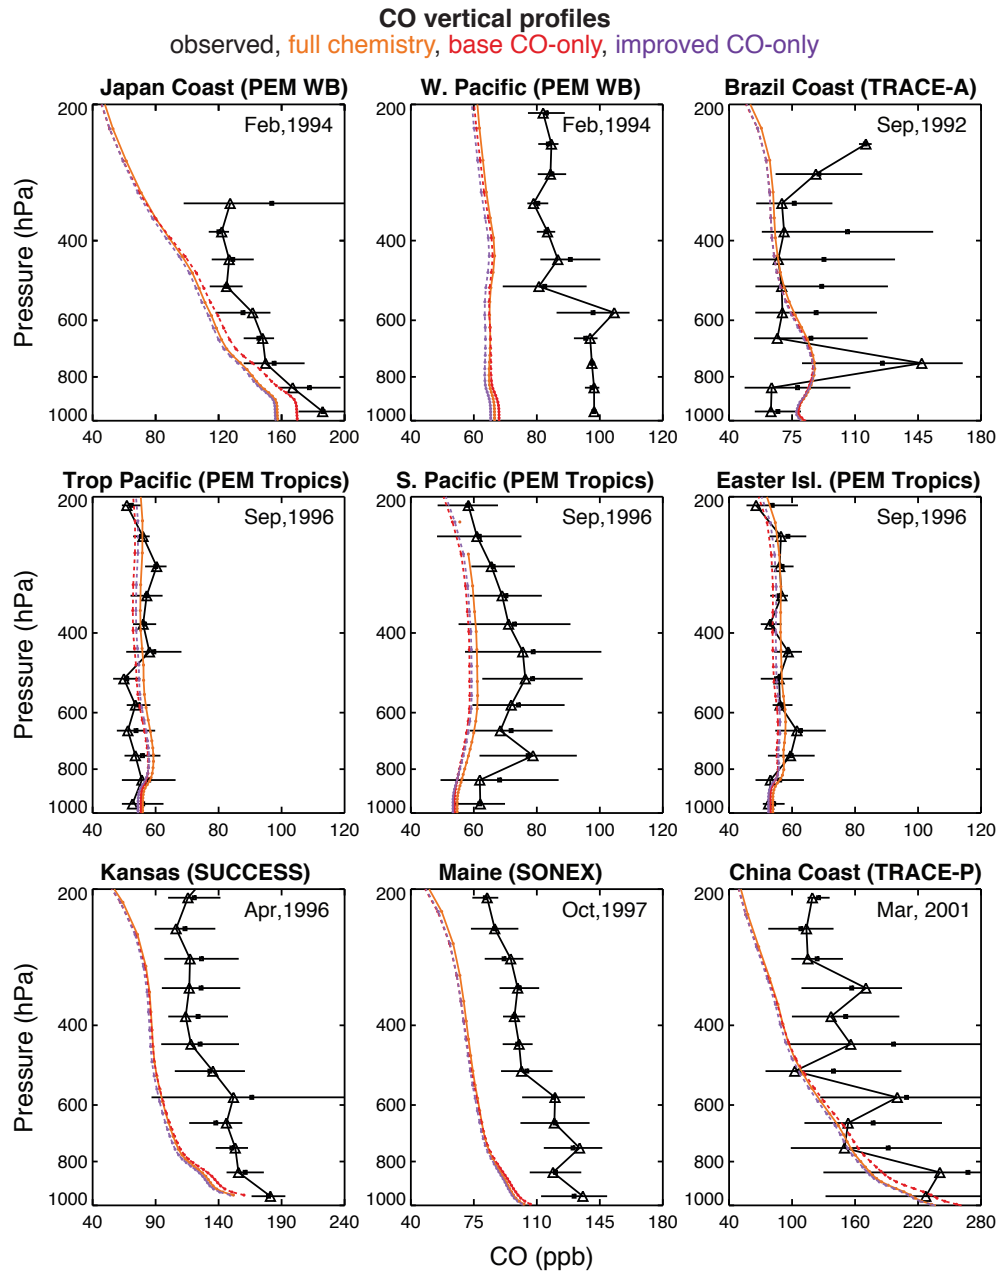 CO vertical profiles
observed, full chemistry, base CO-only, improved CO-only
Japan Coast (PEM WB)
W. Pacific (PEM WB)
Brazil Coast (TRACE-A)
Feb,1994
Feb,1994
Sep,1992
Pressure (hPa)
200
400
600
800
1000
40 80 120 160 200
200
400
600
800
1000
40 60 80 100 120
200
400
600
800
1000
40 75 110 145 180
Trop Pacific (PEM Tropics)
S. Pacific (PEM Tropics)
Easter Isl. (PEM Tropics)
Sep,1996
Sep,1996
Sep,1996
Pressure (hPa)
200
400
600
800
1000
40 60 80 100 120
200
400
600
800
1000
40 60 80 100 120
200
400
600
800
1000
40 60 80 100 120
Kansas (SUCCESS)
Maine (SONEX)
China Coast (TRACE-P)
Apr,1996
Oct,1997
Mar, 2001
Pressure (hPa)
200
400
600
800
1000
40 90 140 190 240
200
400
600
800
1000
40 75 110 145 180
200
400
600
800
1000
40 100 160 220 280
CO (ppb)